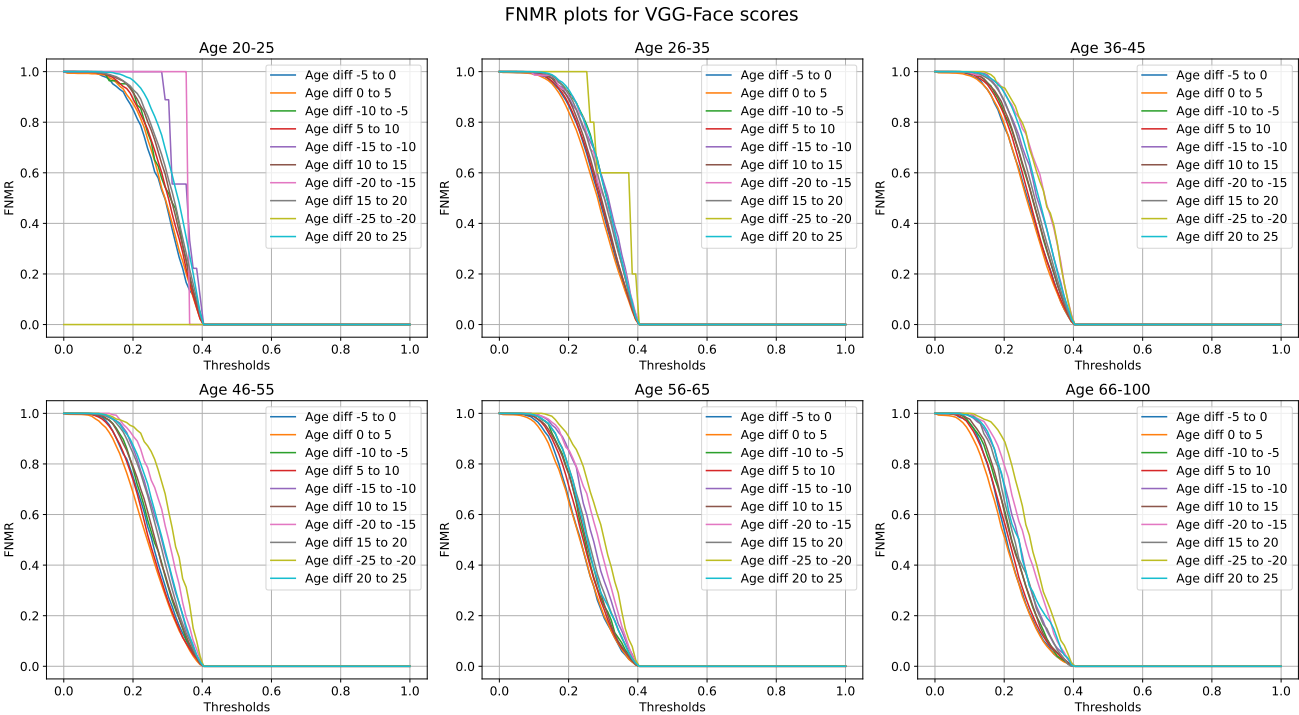 FNMR plots for VGG-Face scores
Age 20-25
FNMR
1.0
0.8
0.6
0.4
0.2
0.0
0.0 0.2 0.4 0.6 0.8 1.0
Thresholds
Age diff -5 to 0
Age diff 0 to 5
Age diff -10 to -5
Age diff 5 to 10
Age diff -15 to -10
Age diff 10 to 15
Age diff -20 to -15
Age diff 15 to 20
Age diff -25 to -20
Age diff 20 to 25
Age 26-35
FNMR
1.0
0.8
0.6
0.4
0.2
0.0
0.0 0.2 0.4 0.6 0.8 1.0
Thresholds
Age diff -5 to 0
Age diff 0 to 5
Age diff -10 to -5
Age diff 5 to 10
Age diff -15 to -10
Age diff 10 to 15
Age diff -20 to -15
Age diff 15 to 20
Age diff -25 to -20
Age diff 20 to 25
Age 36-45
FNMR
1.0
0.8
0.6
0.4
0.2
0.0
0.0 0.2 0.4 0.6 0.8 1.0
Thresholds
Age diff -5 to 0
Age diff 0 to 5
Age diff -10 to -5
Age diff 5 to 10
Age diff -15 to -10
Age diff 10 to 15
Age diff -20 to -15
Age diff 15 to 20
Age diff -25 to -20
Age diff 20 to 25
Age 46-55
FNMR
1.0
0.8
0.6
0.4
0.2
0.0
0.0 0.2 0.4 0.6 0.8 1.0
Thresholds
Age diff -5 to 0
Age diff 0 to 5
Age diff -10 to -5
Age diff 5 to 10
Age diff -15 to -10
Age diff 10 to 15
Age diff -20 to -15
Age diff 15 to 20
Age diff -25 to -20
Age diff 20 to 25
Age 56-65
FNMR
1.0
0.8
0.6
0.4
0.2
0.0
0.0 0.2 0.4 0.6 0.8 1.0
Thresholds
Age diff -5 to 0
Age diff 0 to 5
Age diff -10 to -5
Age diff 5 to 10
Age diff -15 to -10
Age diff 10 to 15
Age diff -20 to -15
Age diff 15 to 20
Age diff -25 to -20
Age diff 20 to 25
Age 66-100
FNMR
1.0
0.8
0.6
0.4
0.2
0.0
0.0 0.2 0.4 0.6 0.8 1.0
Thresholds
Age diff -5 to 0
Age diff 0 to 5
Age diff -10 to -5
Age diff 5 to 10
Age diff -15 to -10
Age diff 10 to 15
Age diff -20 to -15
Age diff 15 to 20
Age diff -25 to -20
Age diff 20 to 25